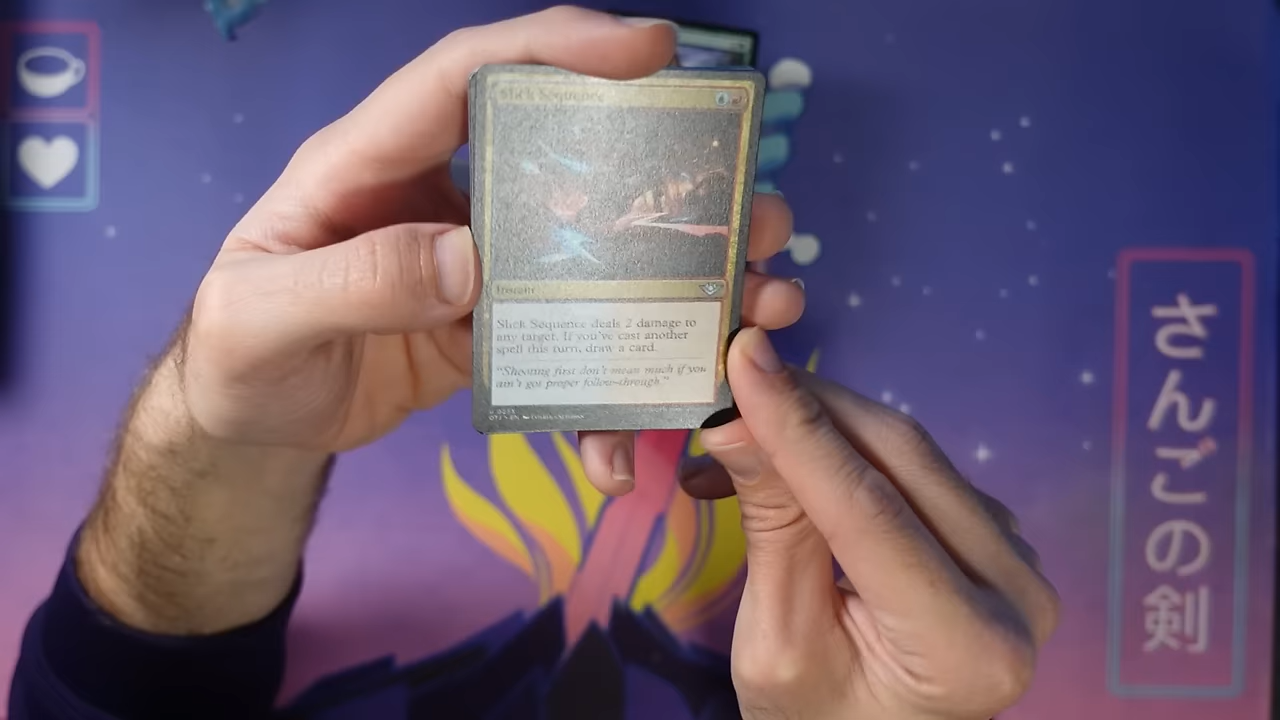 Slick Sequence
Instant
Slick Sequence deals 2 damage to
any target. If you've cast another
spell this turn, draw a card.
"Shooting first don't mean much if you
ain't got proper follow-through."
さんごの剣